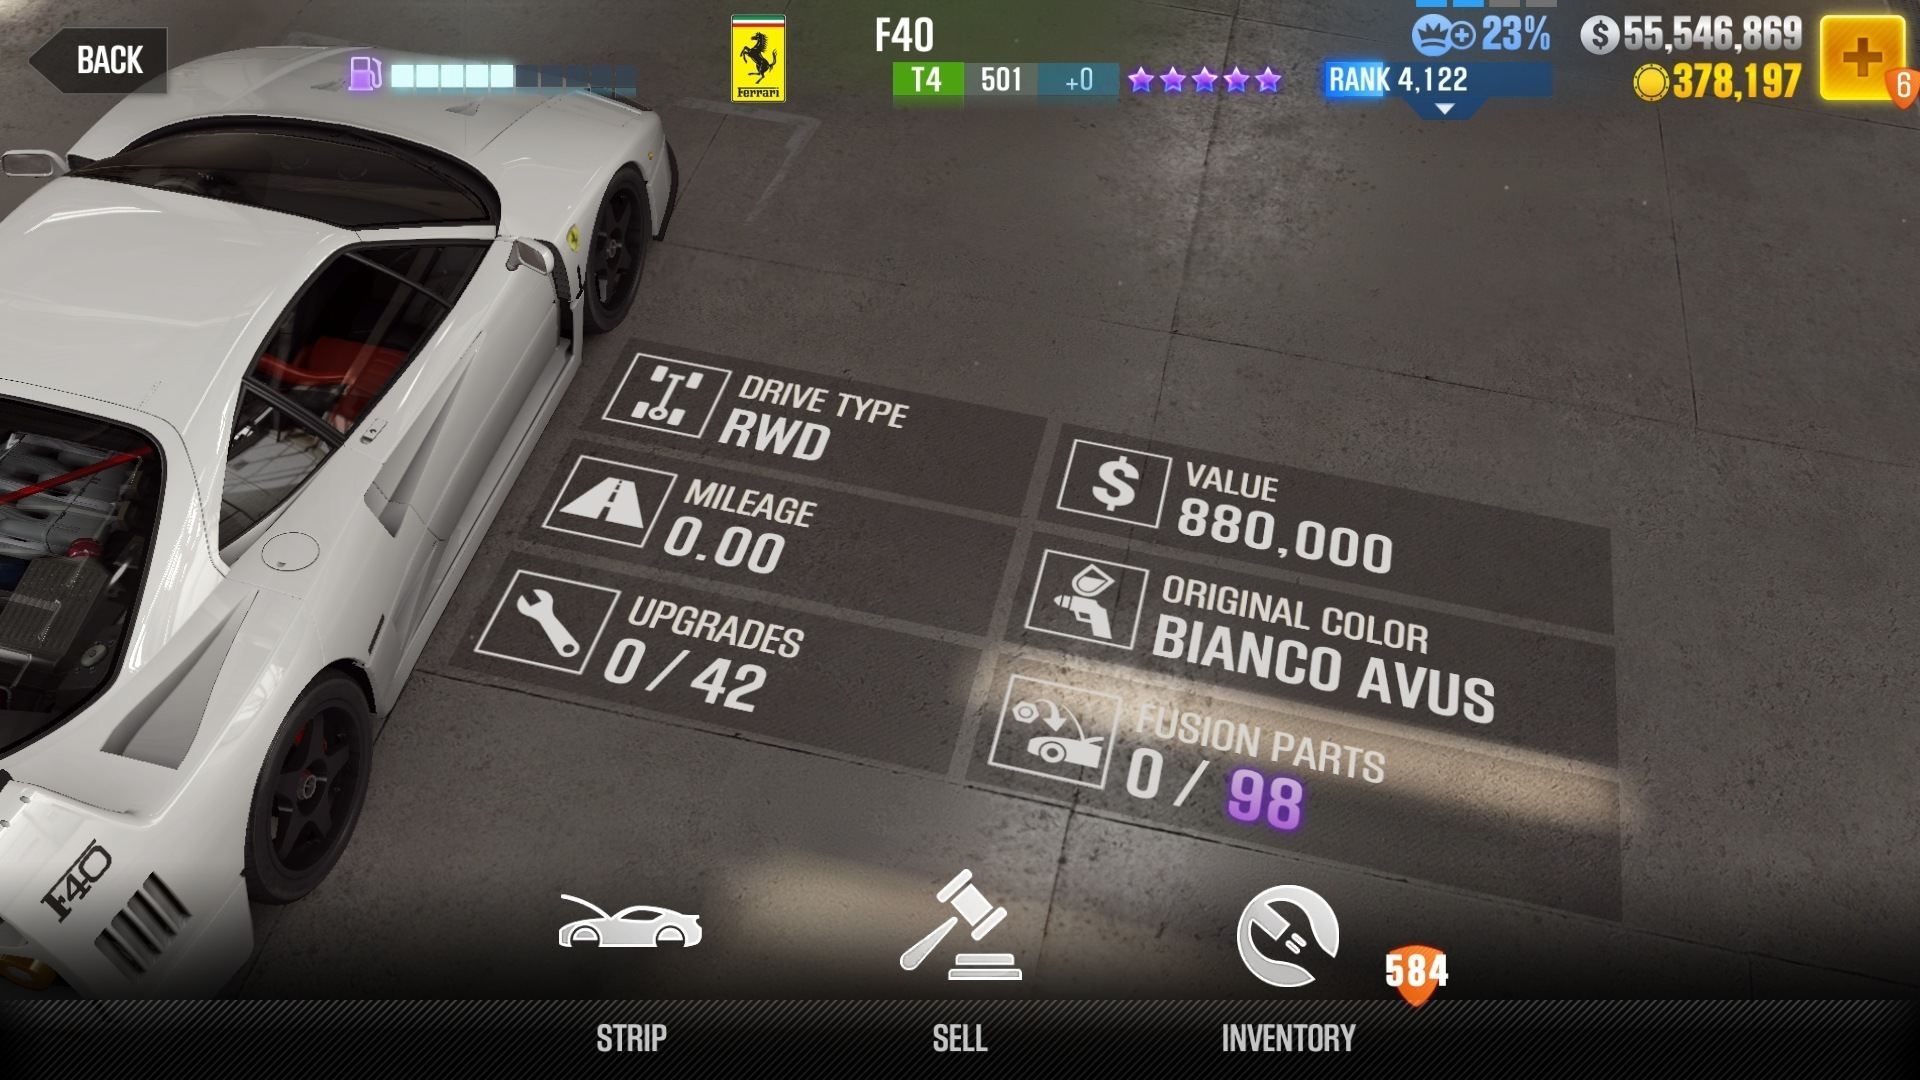 BACK
Ferrari
F40
T4 501 +0
23%
RANK 4,122
$ 55,546,869
378,197
6
DRIVE TYPE
RWD
MILEAGE
0.00
UPGRADES
0 / 42
$ VALUE
880,000
ORIGINAL COLOR
BIANCO AVUS
FUSION PARTS
0 / 98
F40
584
STRIP
SELL
INVENTORY